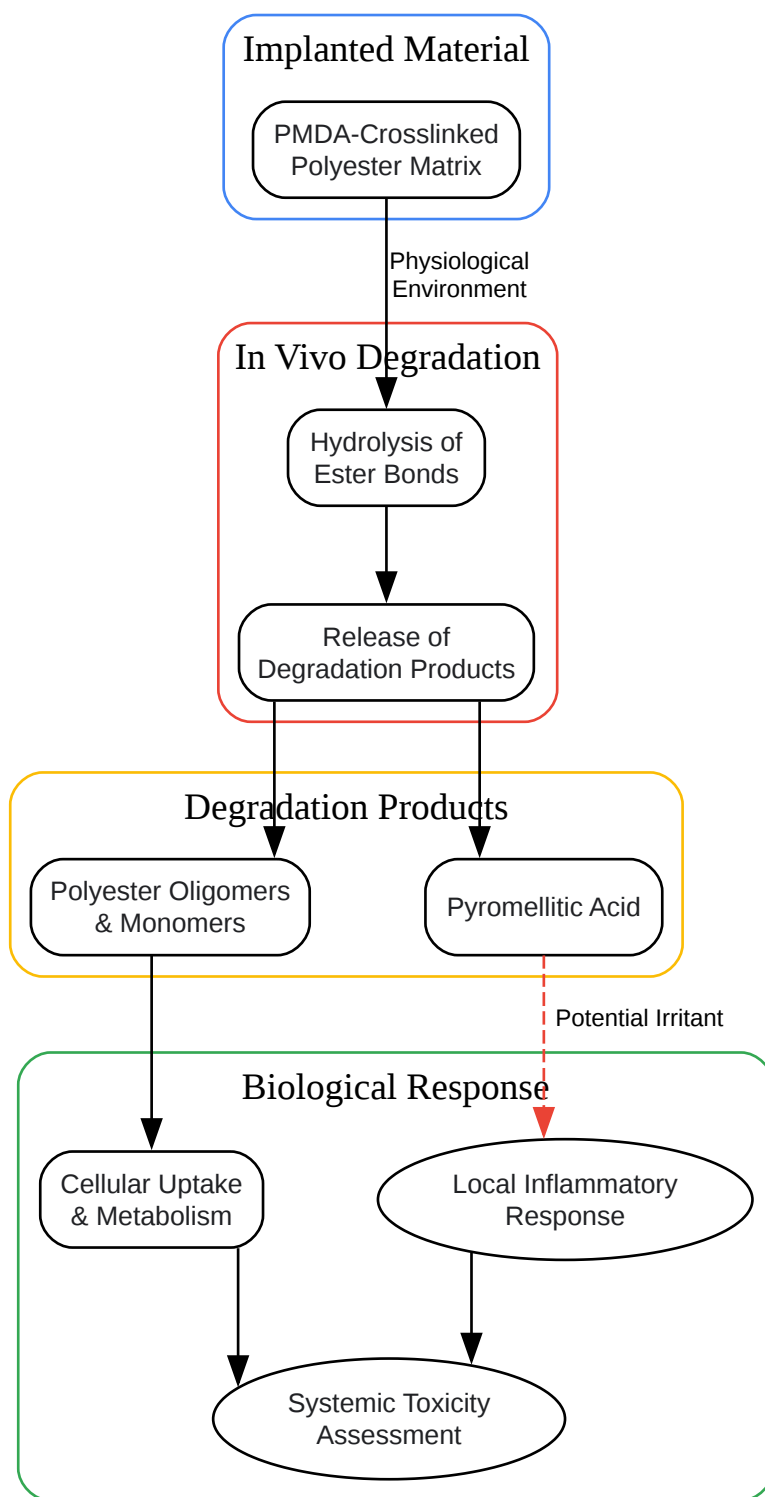 Implanted Material
PMDA-Crosslinked
Polyester Matrix
Physiological
Environment
In Vivo Degradation
Hydrolysis of
Ester Bonds
Release of
Degradation Products
Degradation Products
Polyester Oligomers
& Monomers
Pyromellitic Acid
Potential Irritant
Biological Response
Cellular Uptake
& Metabolism
Local Inflammatory
Response
Systemic Toxicity
Assessment